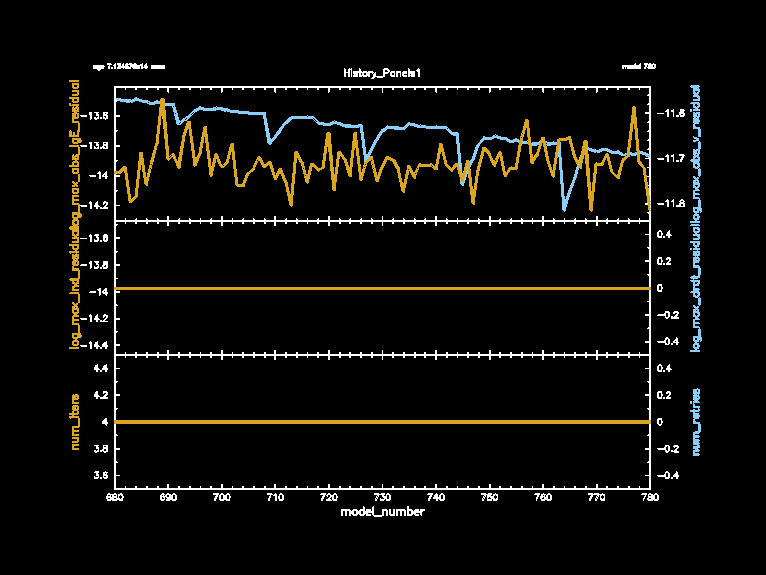 History_Panels1
model 780
log_max_abs_lgE_residual
-13.6
-13.8
-14
-14.2
-11.6
-11.7
-11.8
log_max_abs_v_residual
log_max_lnd_residual
-13.6
-13.8
-14
-14.2
-14.4
0.4
0.2
0
-0.2
-0.4
log_max_drdt_residual
num_iters
4.4
4.2
4
3.8
3.6
0.4
0.2
0
-0.2
-0.4
num_retries
680 690 700 710 720 730 740 750 760 770 780
model_number